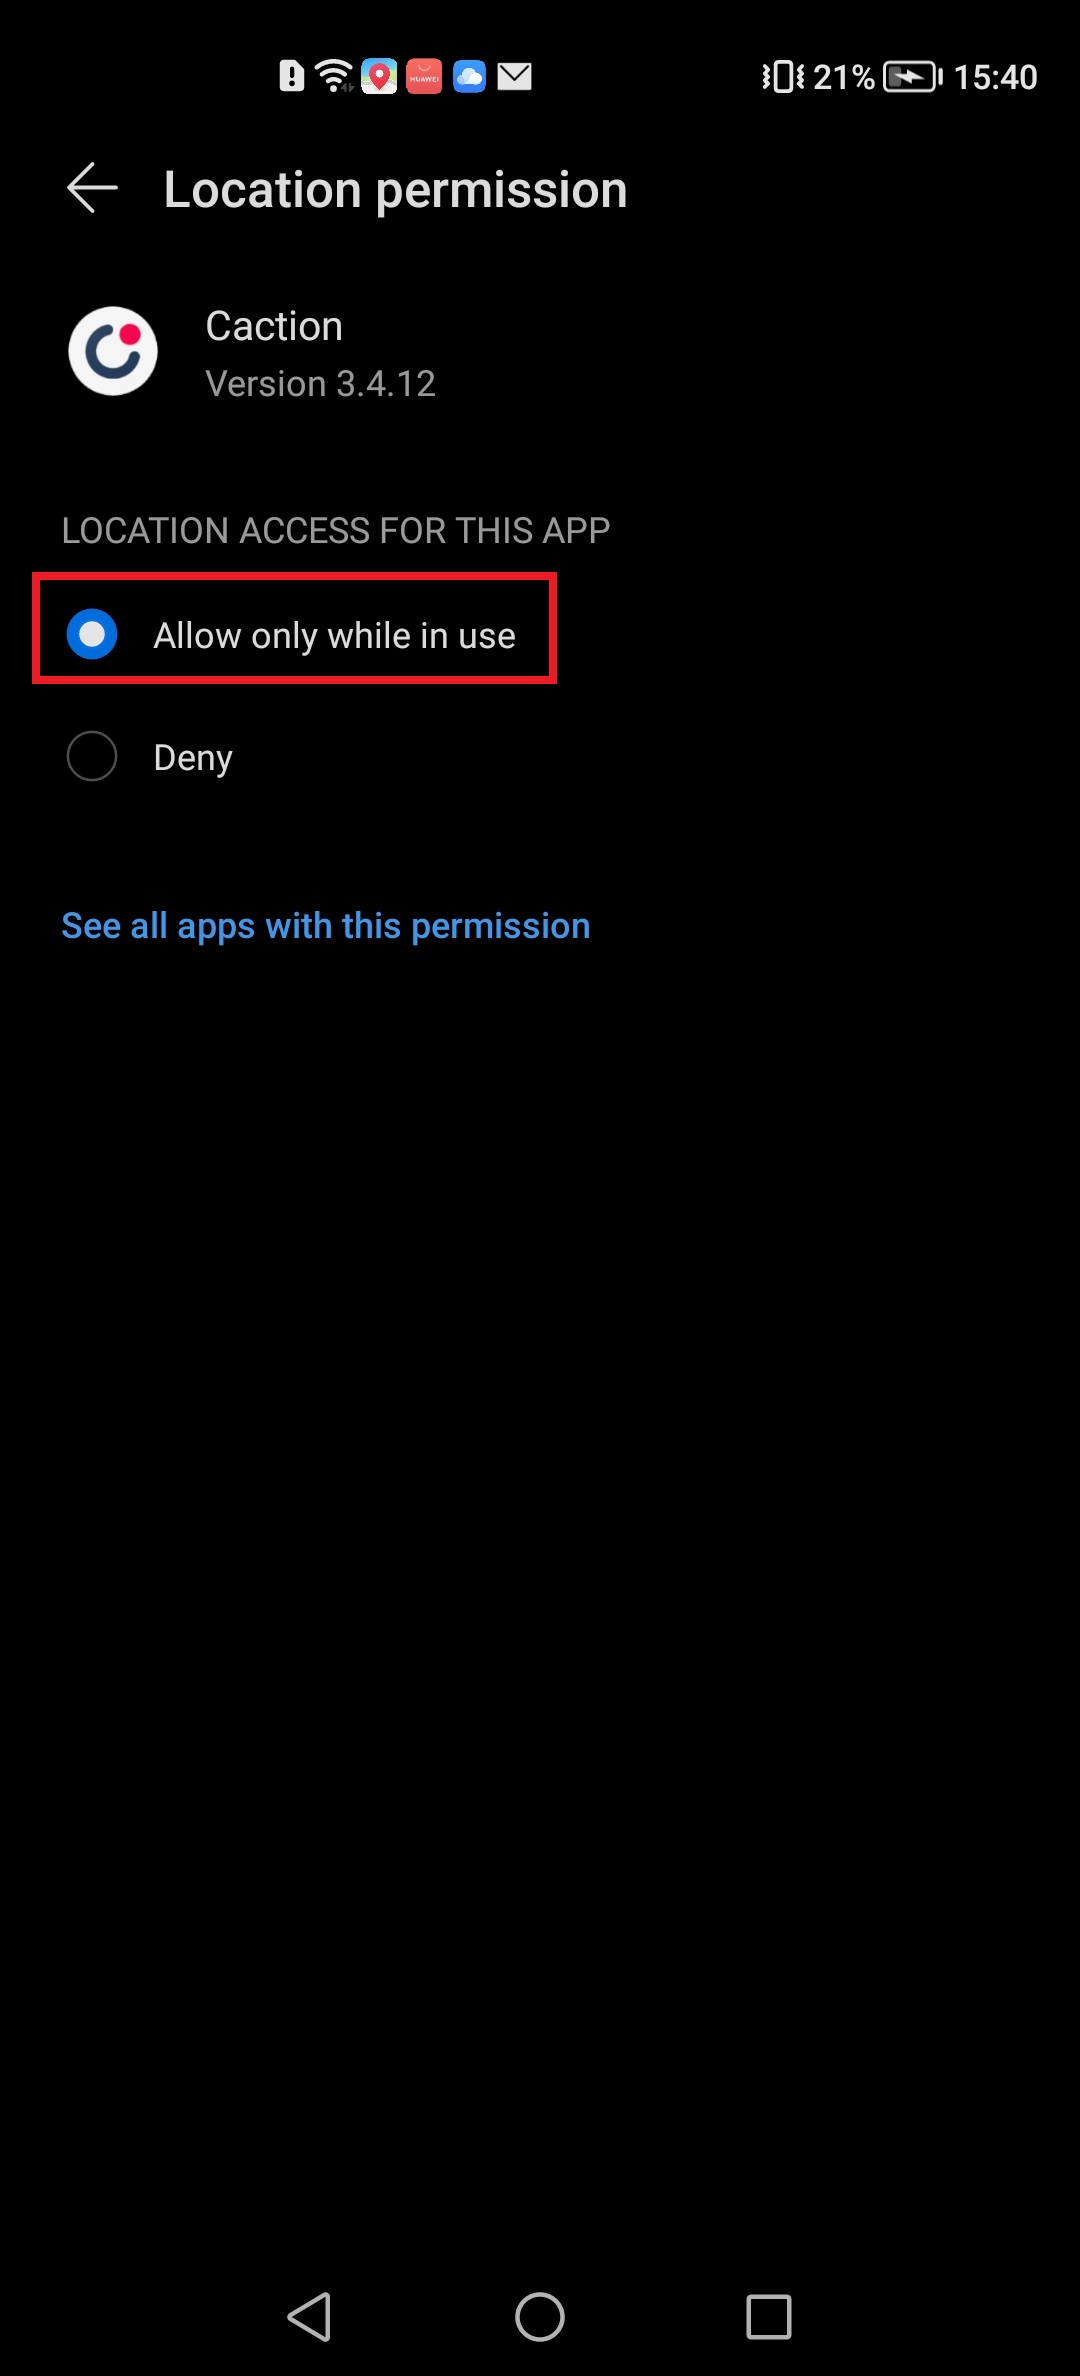 21% 15:40
HUAWEI
Location permission
Caction
Version 3.4.12
LOCATION ACCESS FOR THIS APP
Allow only while in use
Deny
See all apps with this permission